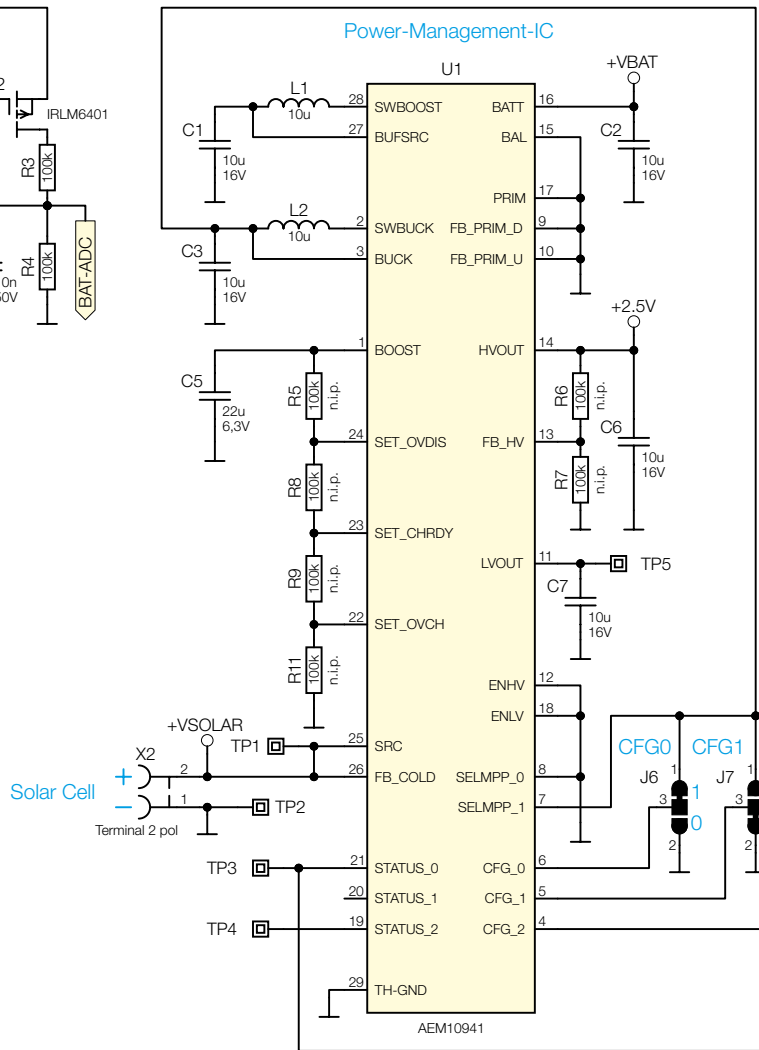 Power-Management-IC
2
IRLM6401
R3
100k
R4
100k
0n
BAT-ADC
U1
AEM10941
L1
10u
C1
10u
16V
L2
10u
C3
10u
16V
C5
22u
6,3V
R5
100k
n.i.p.
R8
100k
n.i.p.
R9
100k
n.i.p.
R11
100k
n.i.p.
+VSOLAR
X2
2
1
+
−
Solar Cell
Terminal 2 pol
TP1
TP2
TP3
TP4
28 SWBOOST
27 BUFSRC
2 SWBUCK
3 BUCK
1 BOOST
24 SET_OVDIS
23 SET_CHRDY
22 SET_OVCH
25 SRC
26 FB_COLD
21 STATUS_0
20 STATUS_1
19 STATUS_2
29 TH-GND
BATT 16
BAL 15
PRIM 17
FB_PRIM_D 9
FB_PRIM_U 10
HVOUT 14
FB_HV 13
LVOUT 11
ENHV 12
ENLV 18
SELMPP_0 8
SELMPP_1 7
CFG_0 6
CFG_1 5
CFG_2 4
+VBAT
C2
10u
16V
+2.5V
R6
100k
n.i.p.
R7
100k
n.i.p.
C6
10u
16V
TP5
C7
10u
16V
CFG0
CFG1
J6
1
3
2
1
0
J7
1
3
2